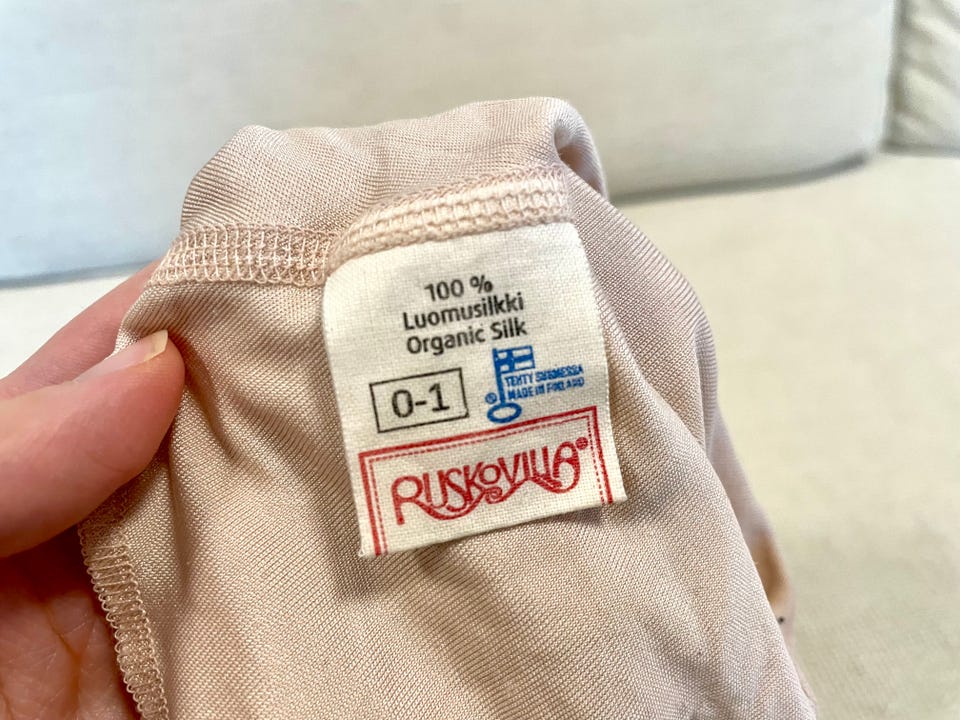 100 %
Luomusilkki
Organic Silk
TEHTY SUOMESSA
MADE IN FINLAND
0-1
RUSKOVILLA®